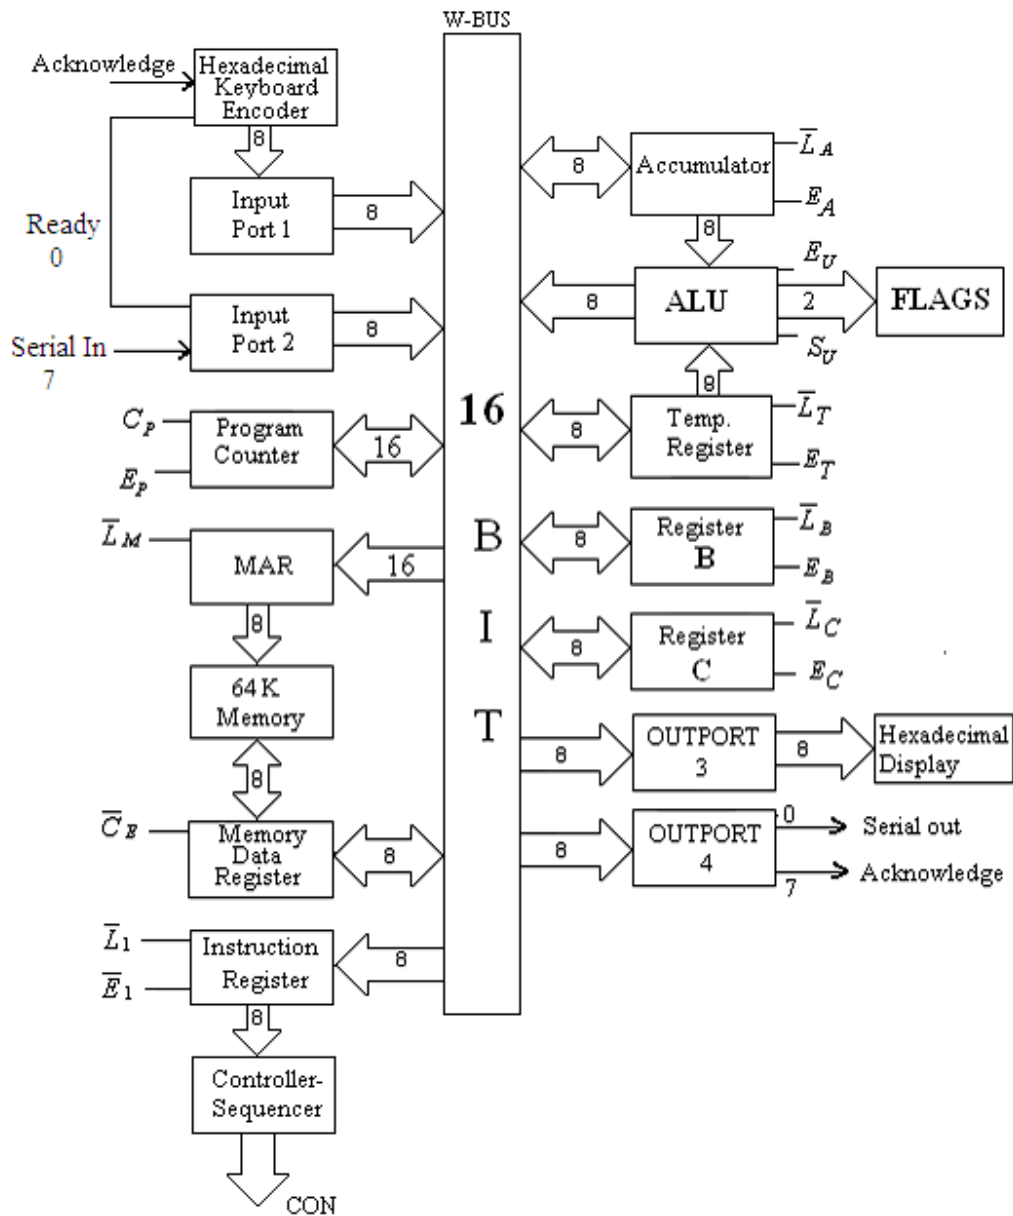 W-BUS
Acknowledge
Hexadecimal
Keyboard
Encoder
8
Input
Port 1
8
Ready
0
Input
Port 2
8
Serial In
7
C_P
E_P
Program
Counter
16
L̅_M
MAR
16
8
64K
Memory
8
C̅_E
Memory
Data
Register
8
L̅_1
E̅_1
Instruction
Register
8
8
Controller-
Sequencer
CON
16
B
I
T
8
Accumulator
L̅_A
E_A
8
8
ALU
E_U
S_U
2
FLAGS
8
8
Temp.
Register
L̅_T
E̅_T
8
Register
B
L̅_B
E_B
8
Register
C
L̅_C
E_C
8
OUTPORT
3
8
Hexadecimal
Display
8
OUTPORT
4
0
Serial out
7
Acknowledge